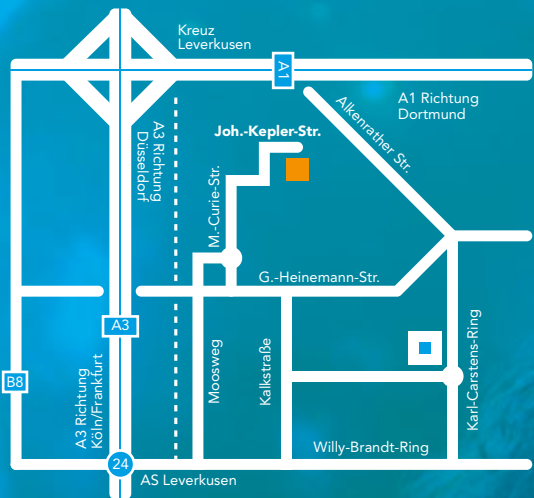 Kreuz
Leverkusen
A1
A1 Richtung
Dortmund
A3 Richtung
Düsseldorf
Joh.-Kepler-Str.
Alkenrather Str.
M.-Curie-Str.
G.-Heinemann-Str.
A3
B8
A3 Richtung
Köln/Frankfurt
Moosweg
Kalkstraße
Karl-Carstens-Ring
Willy-Brandt-Ring
24
AS Leverkusen